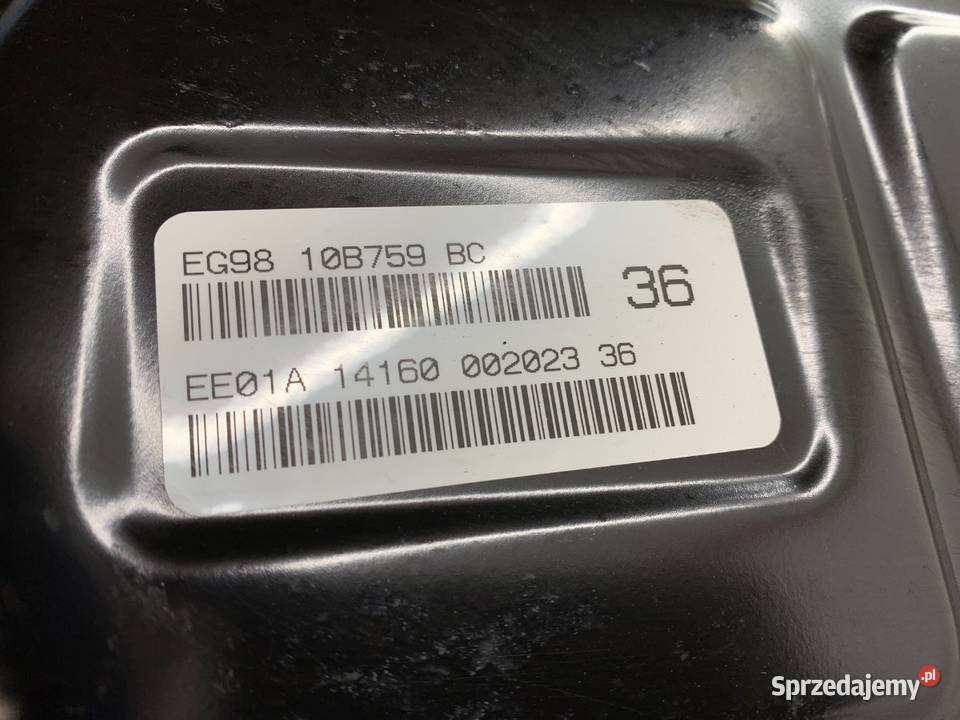 EG98 10B759 BC
36
EE01A 14160 002023 36
Sprzedajemy.pl